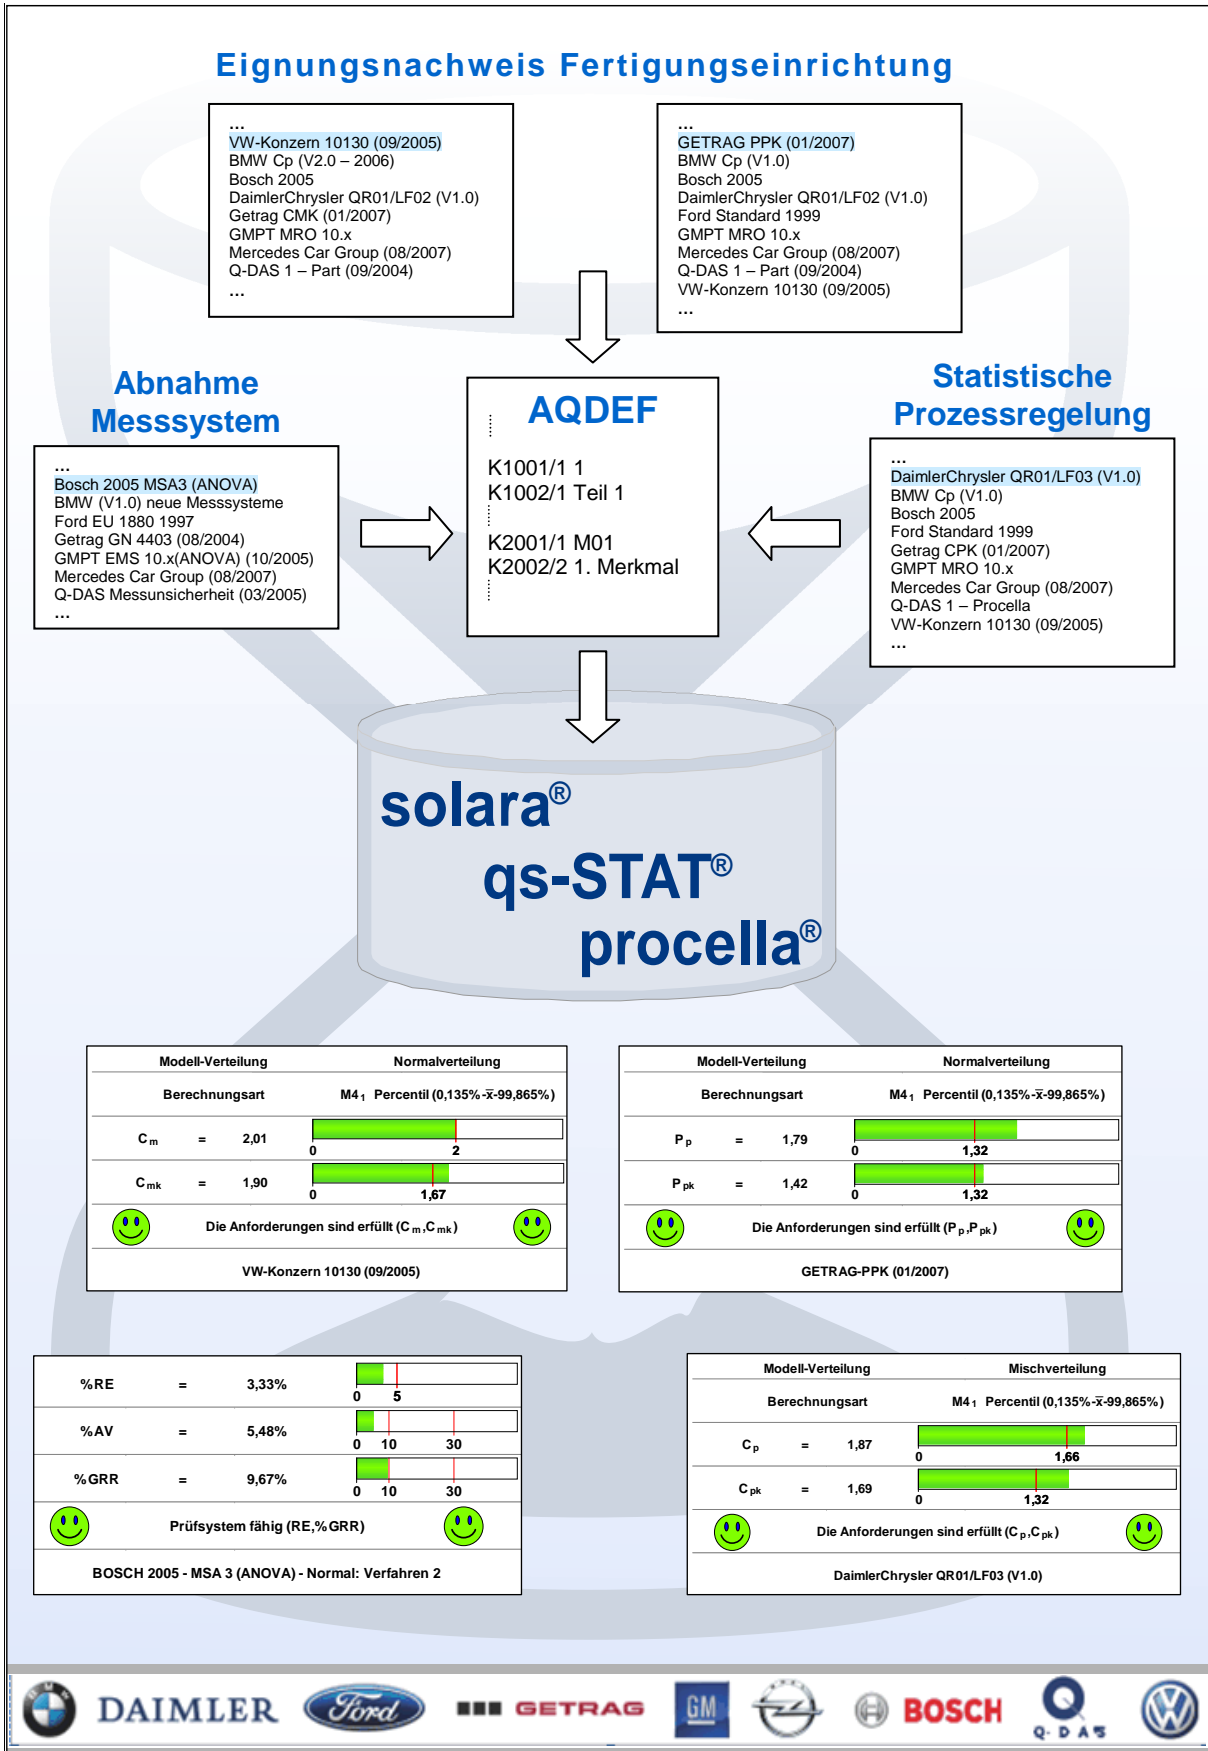 Eignungsnachweis Fertigungseinrichtung
...
VW-Konzern 10130 (09/2005)
BMW Cp (V2.0 – 2006)
Bosch 2005
DaimlerChrysler QR01/LF02 (V1.0)
Getrag CMK (01/2007)
GMPT MRO 10.x
Mercedes Car Group (08/2007)
Q-DAS 1 – Part (09/2004)
...
...
GETRAG PPK (01/2007)
BMW Cp (V1.0)
Bosch 2005
DaimlerChrysler QR01/LF02 (V1.0)
Ford Standard 1999
GMPT MRO 10.x
Mercedes Car Group (08/2007)
Q-DAS 1 – Part (09/2004)
VW-Konzern 10130 (09/2005)
...
Abnahme
Messsystem
...
Bosch 2005 MSA3 (ANOVA)
BMW (V1.0) neue Messsysteme
Ford EU 1880 1997
Getrag GN 4403 (08/2004)
GMPT EMS 10.x(ANOVA) (10/2005)
Mercedes Car Group (08/2007)
Q-DAS Messunsicherheit (03/2005)
...
AQDEF
K1001/1 1
K1002/1 Teil 1
K2001/1 M01
K2002/2 1. Merkmal
Statistische
Prozessregelung
...
DaimlerChrysler QR01/LF03 (V1.0)
BMW Cp (V1.0)
Bosch 2005
Ford Standard 1999
Getrag CPK (01/2007)
GMPT MRO 10.x
Mercedes Car Group (08/2007)
Q-DAS 1 – Procella
VW-Konzern 10130 (09/2005)
...
solara®
qs-STAT®
procella®
Modell-Verteilung Normalverteilung
Berechnungsart M4₁ Percentil (0,135%-x̅-99,865%)
Cm = 2,01
0 2
Cmk = 1,90
0 1,67
Die Anforderungen sind erfüllt (Cm,Cmk)
VW-Konzern 10130 (09/2005)
Modell-Verteilung Normalverteilung
Berechnungsart M4₁ Percentil (0,135%-x̅-99,865%)
Pp = 1,79
0 1,32
Ppk = 1,42
0 1,32
Die Anforderungen sind erfüllt (Pp,Ppk)
GETRAG-PPK (01/2007)
%RE = 3,33%
0 5
%AV = 5,48%
0 10 30
%GRR = 9,67%
0 10 30
Prüfsystem fähig (RE,%GRR)
BOSCH 2005 - MSA 3 (ANOVA) - Normal: Verfahren 2
Modell-Verteilung Mischverteilung
Berechnungsart M4₁ Percentil (0,135%-x̅-99,865%)
Cp = 1,87
0 1,66
Cpk = 1,69
0 1,32
Die Anforderungen sind erfüllt (Cp,Cpk)
DaimlerChrysler QR01/LF03 (V1.0)
BMW DAIMLER Ford GETRAG GM BOSCH Q-DAS